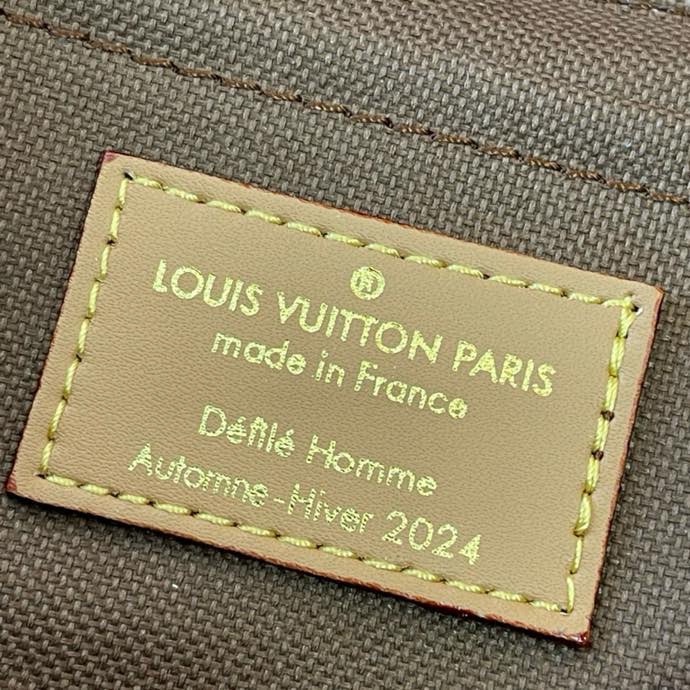 ®
LOUIS VUITTON PARIS
made in France
Défilé Homme
Automne-Hiver 2024